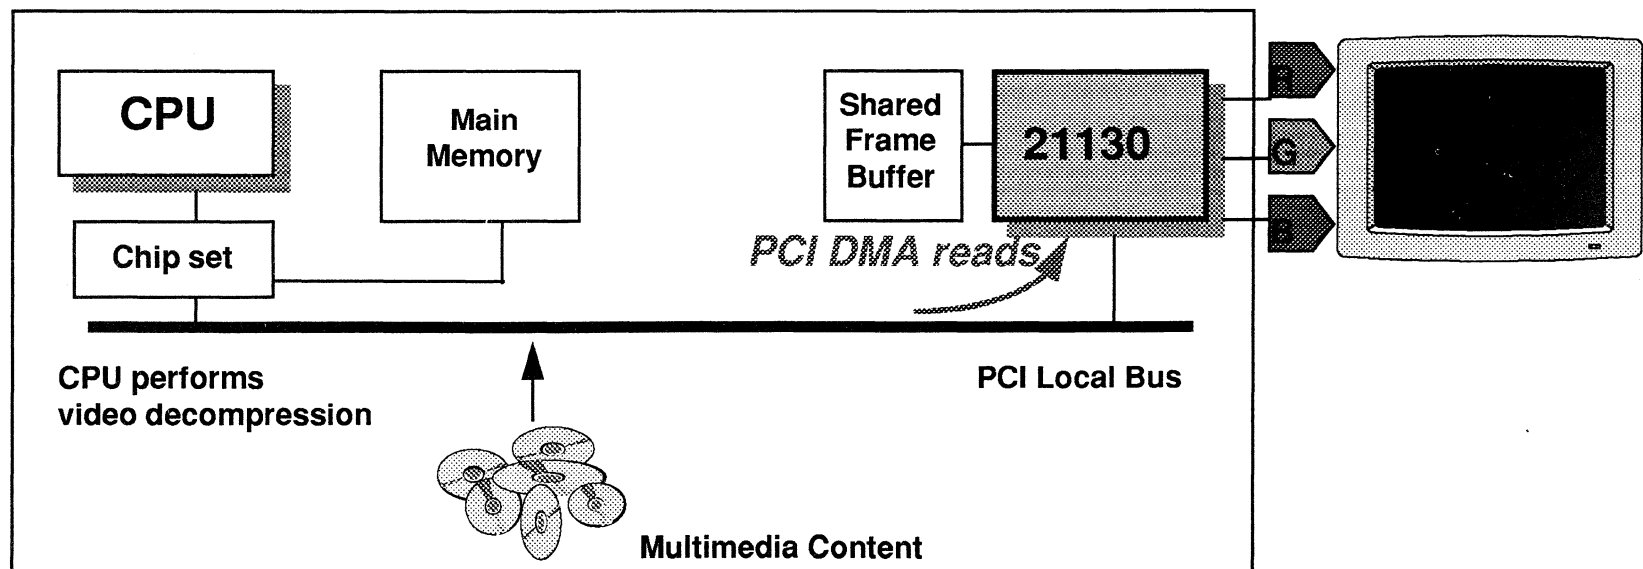 CPU
Main
Memory
Shared
Frame
Buffer
21130
R
G
B
Chip set
PCI DMA reads
CPU performs
video decompression
PCI Local Bus
Multimedia Content